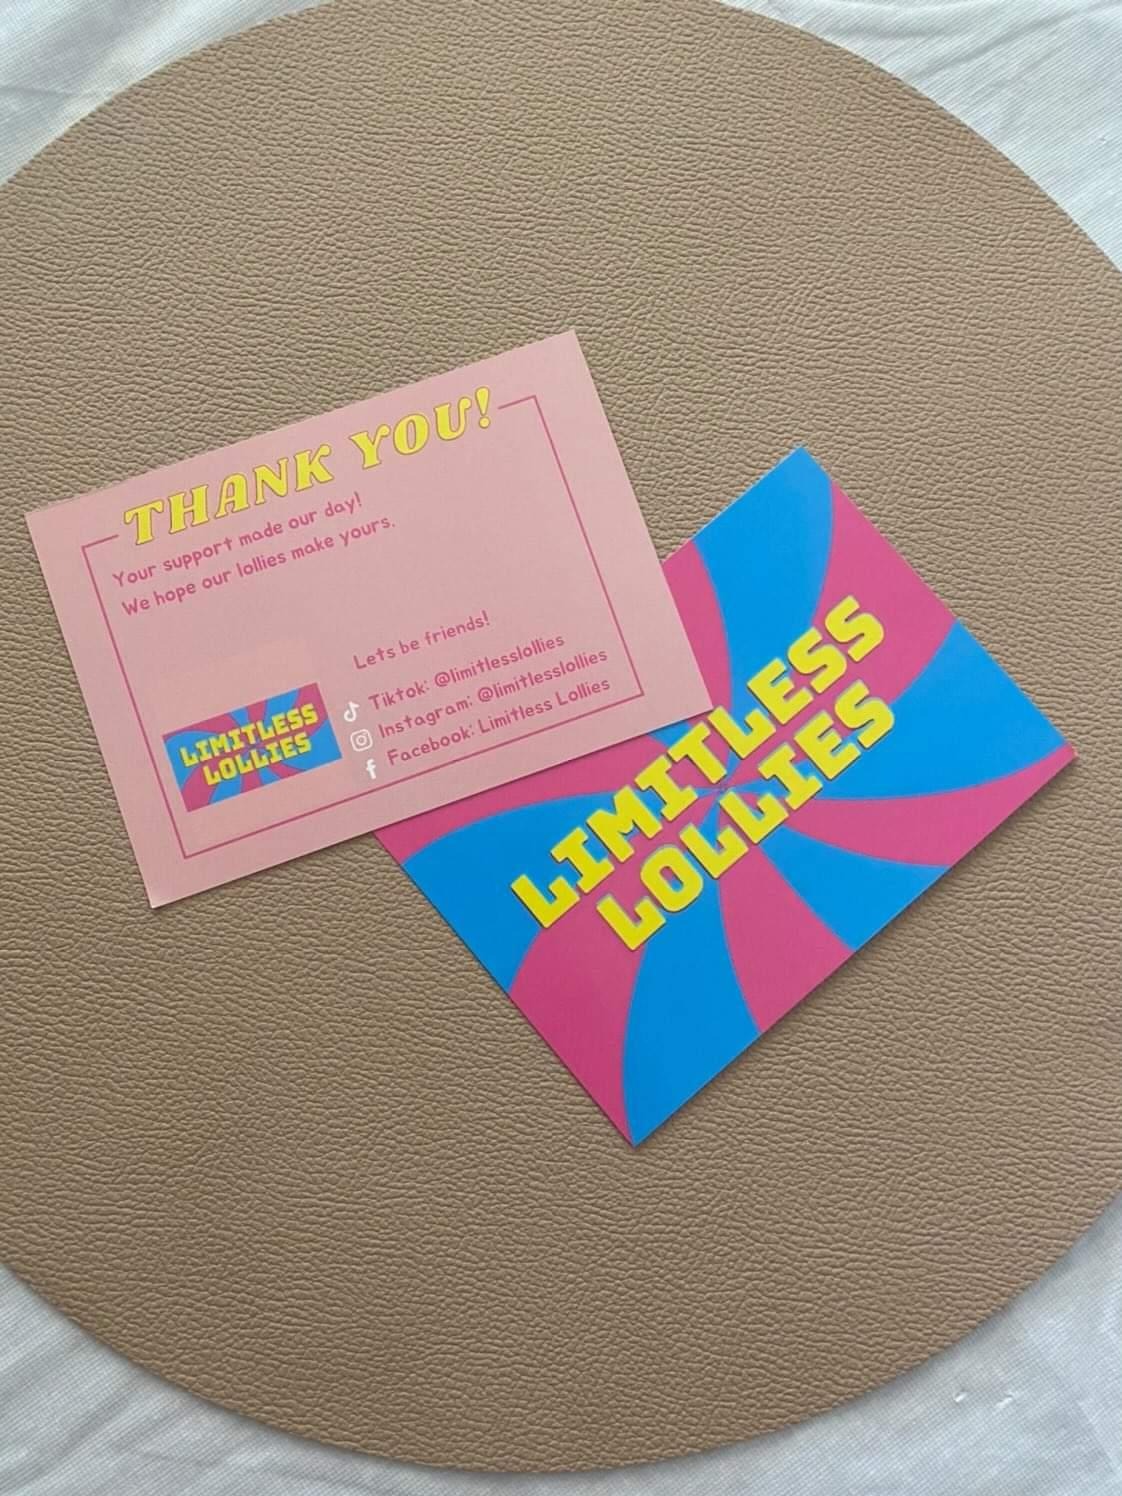 THANK YOU!
Your support made our day!
We hope our lollies make yours.
Lets be friends!
Tiktok: @limitlesslollies
Instagram: @limitlesslollies
Facebook: Limitless Lollies
LIMITLESS
LOLLIES
LIMITLESS
LOLLIES